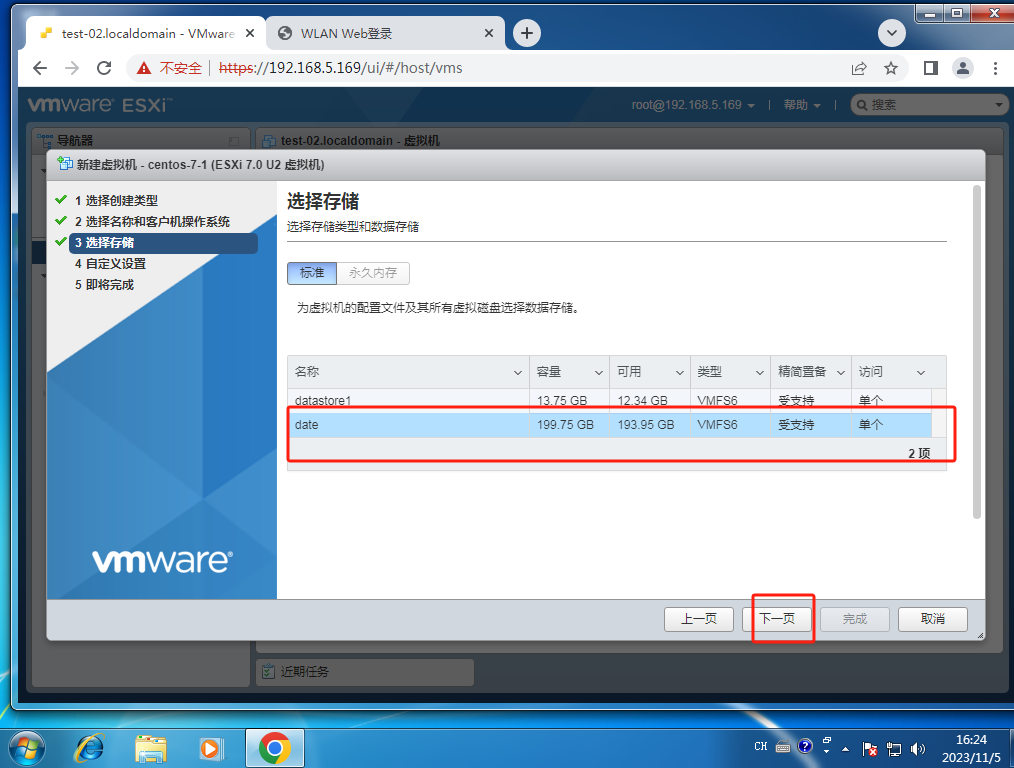 test-02.localdomain - VMware
WLAN Web登录
不安全
https://192.168.5.169/ui/#/host/vms
vmware ESXi™
root@192.168.5.169
帮助
搜索
导航器
test-02.localdomain - 虚拟机
新建虚拟机 - centos-7-1 (ESXi 7.0 U2 虚拟机)
1 选择创建类型
2 选择名称和客户机操作系统
3 选择存储
4 自定义设置
5 即将完成
选择存储
选择存储类型和数据存储
标准 永久内存
为虚拟机的配置文件及其所有虚拟磁盘选择数据存储。
名称 容量 可用 类型 精简置备 访问
datastore1 13.75 GB 12.34 GB VMFS6 受支持 单个
date 199.75 GB 193.95 GB VMFS6 受支持 单个
2 项
vmware®
上一页 下一页 完成 取消
近期任务
CH
16:24
2023/11/5